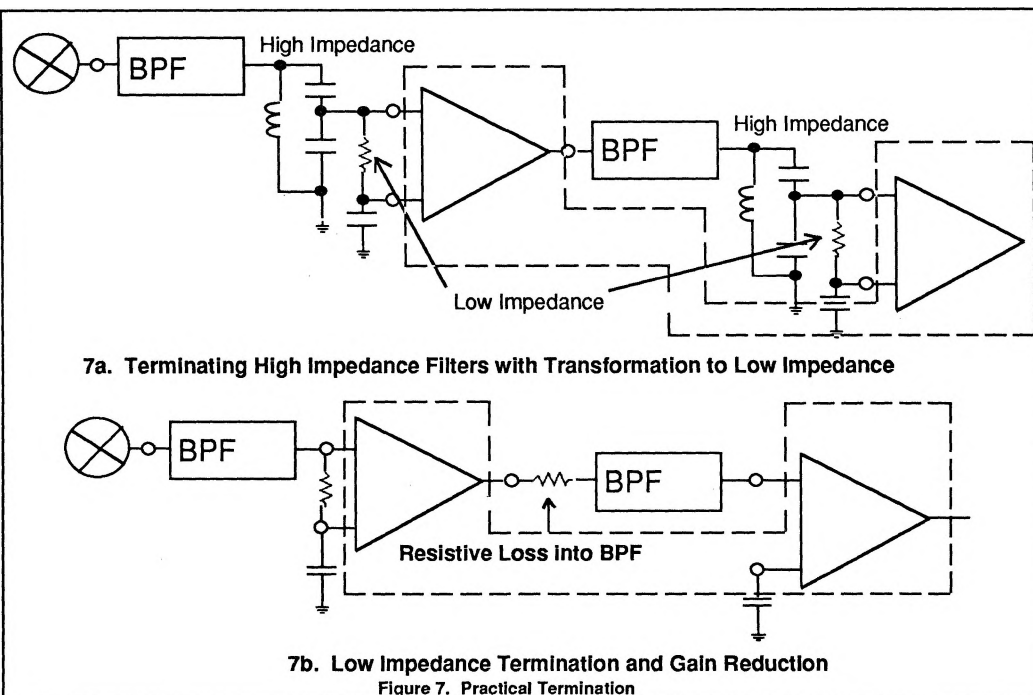 High Impedance
BPF
High Impedance
BPF
Low Impedance
7a. Terminating High Impedance Filters with Transformation to Low Impedance
BPF
BPF
Resistive Loss into BPF
7b. Low Impedance Termination and Gain Reduction
Figure 7. Practical Termination